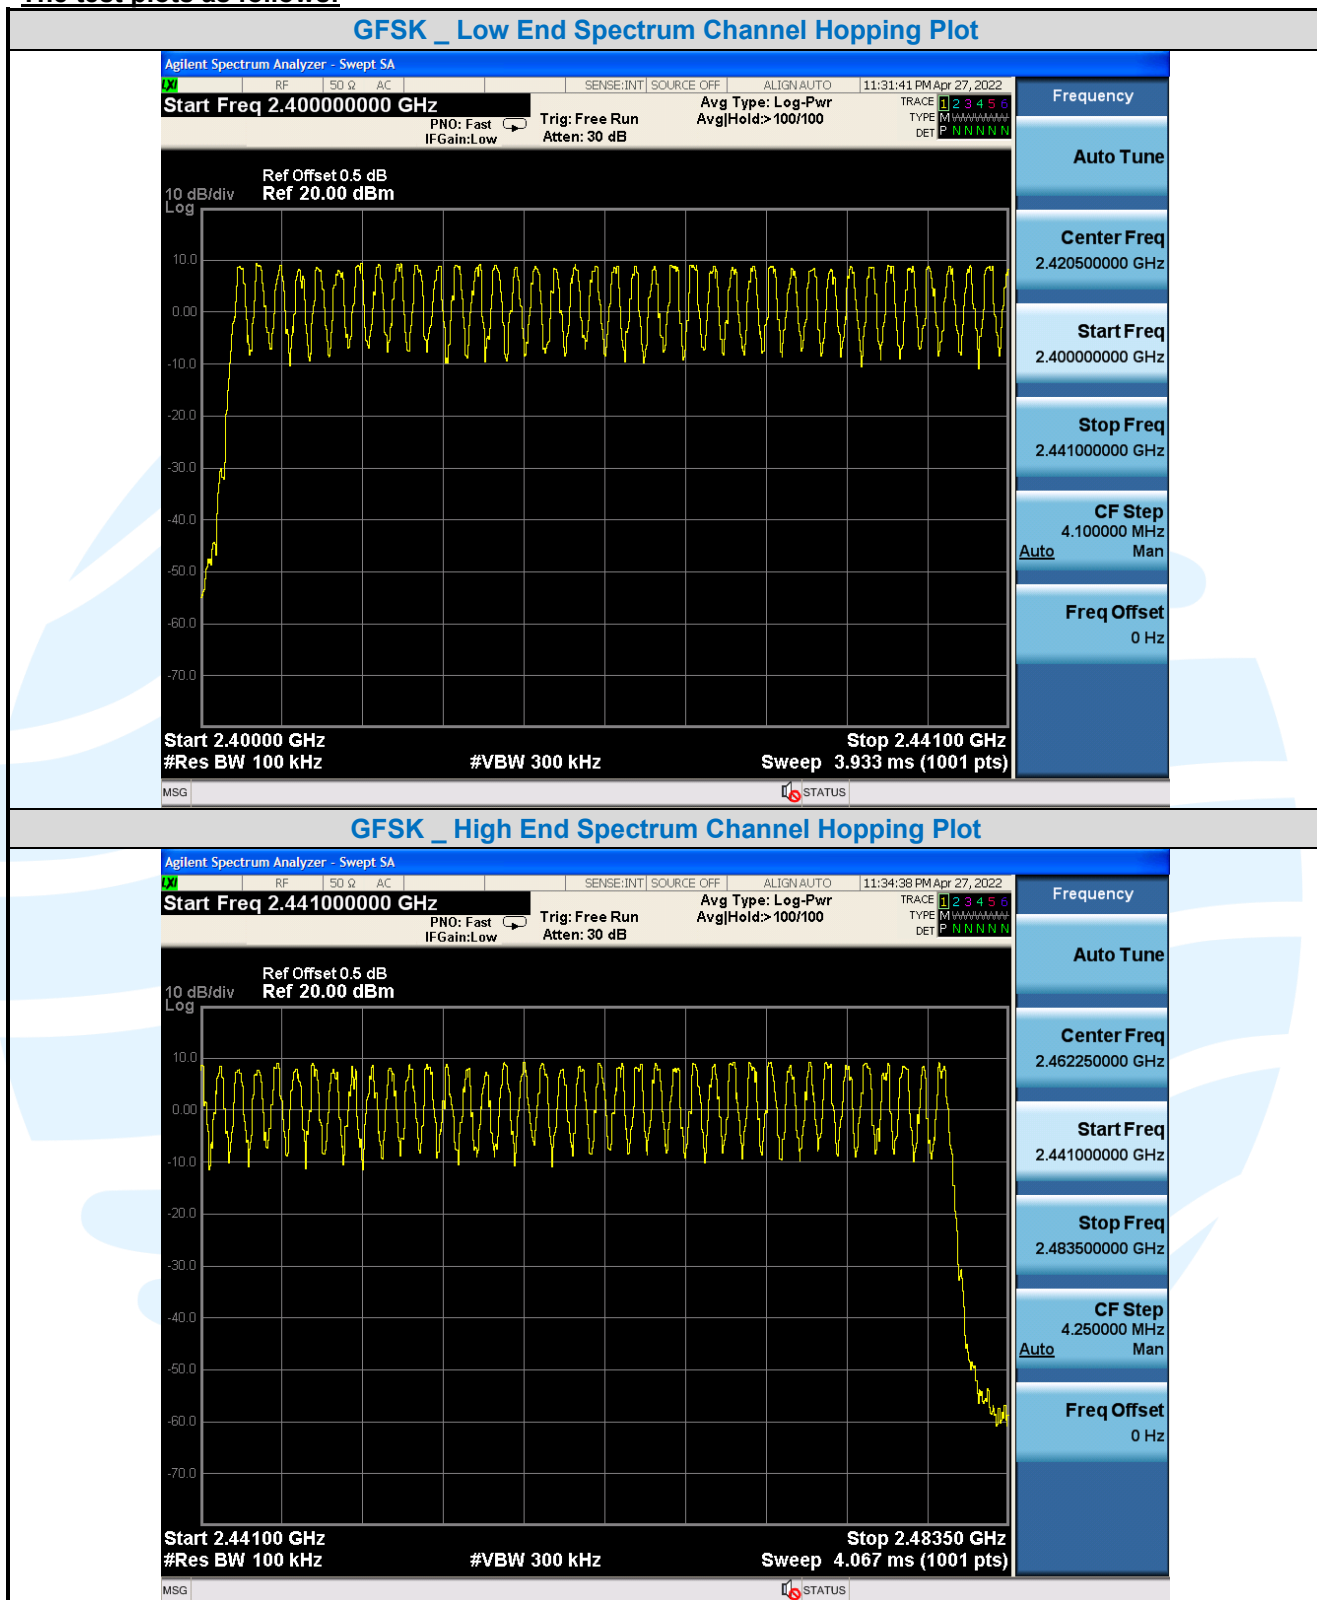 The test plots as follows:
GFSK _ Low End Spectrum Channel Hopping Plot
Agilent Spectrum Analyzer - Swept SA
LXI RF 50 Ω AC SENSE:INT SOURCE OFF ALIGN AUTO 11:31:41 PM Apr 27, 2022
Start Freq 2.400000000 GHz
PNO: Fast
IFGain:Low
Trig: Free Run
Atten: 30 dB
Avg Type: Log-Pwr
Avg|Hold:>100/100
TRACE 1 2 3 4 5 6
TYPE M
DET P N N N N N
Ref Offset 0.5 dB
10 dB/div Ref 20.00 dBm
Log
10.0
0.00
-10.0
-20.0
-30.0
-40.0
-50.0
-60.0
-70.0
Start 2.40000 GHz Stop 2.44100 GHz
#Res BW 100 kHz #VBW 300 kHz Sweep 3.933 ms (1001 pts)
MSG STATUS
Frequency
Auto Tune
Center Freq
2.420500000 GHz
Start Freq
2.400000000 GHz
Stop Freq
2.441000000 GHz
CF Step
4.100000 MHz
Auto Man
Freq Offset
0 Hz
GFSK _ High End Spectrum Channel Hopping Plot
Agilent Spectrum Analyzer - Swept SA
LXI RF 50 Ω AC SENSE:INT SOURCE OFF ALIGN AUTO 11:34:38 PM Apr 27, 2022
Start Freq 2.441000000 GHz
PNO: Fast
IFGain:Low
Trig: Free Run
Atten: 30 dB
Avg Type: Log-Pwr
Avg|Hold:>100/100
TRACE 1 2 3 4 5 6
TYPE M
DET P N N N N N
Ref Offset 0.5 dB
10 dB/div Ref 20.00 dBm
Log
10.0
0.00
-10.0
-20.0
-30.0
-40.0
-50.0
-60.0
-70.0
Start 2.44100 GHz Stop 2.48350 GHz
#Res BW 100 kHz #VBW 300 kHz Sweep 4.067 ms (1001 pts)
MSG STATUS
Frequency
Auto Tune
Center Freq
2.462250000 GHz
Start Freq
2.441000000 GHz
Stop Freq
2.483500000 GHz
CF Step
4.250000 MHz
Auto Man
Freq Offset
0 Hz